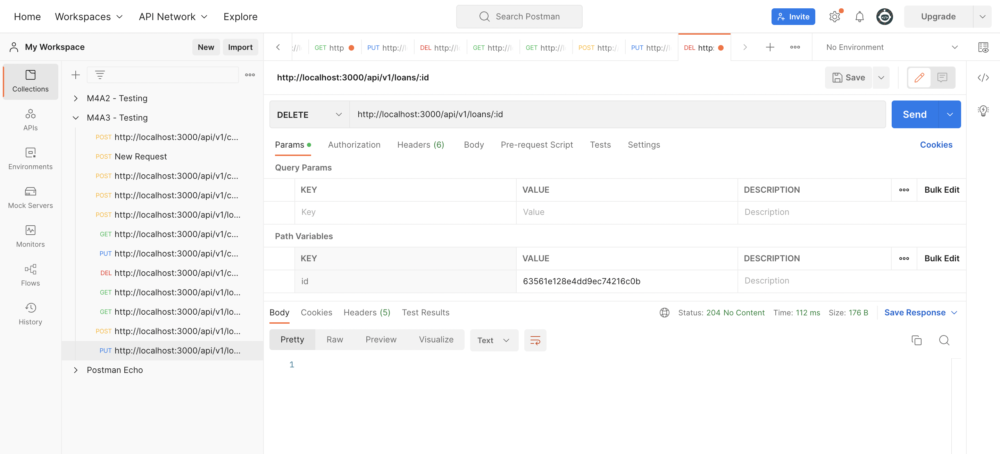 Home Workspaces API Network Explore Search Postman Invite Upgrade
My Workspace New Import
GET http PUT http://l DEL http://l GET http://l GET http://l POST http:/ PUT http://l DEL http: No Environment
Collections
APIs
Environments
Mock Servers
Monitors
Flows
History
M4A2 - Testing
M4A3 - Testing
POST http://localhost:3000/api/v1/c...
POST New Request
POST http://localhost:3000/api/v1/c...
POST http://localhost:3000/api/v1/c...
POST http://localhost:3000/api/v1/lo...
GET http://localhost:3000/api/v1/c...
PUT http://localhost:3000/api/v1/c...
DEL http://localhost:3000/api/v1/c...
GET http://localhost:3000/api/v1/lo...
GET http://localhost:3000/api/v1/lo...
POST http://localhost:3000/api/v1/lo...
PUT http://localhost:3000/api/v1/lo...
Postman Echo
http://localhost:3000/api/v1/loans/:id Save
DELETE http://localhost:3000/api/v1/loans/:id Send
Params Authorization Headers (6) Body Pre-request Script Tests Settings Cookies
Query Params
KEY VALUE DESCRIPTION Bulk Edit
Key Value Description
Path Variables
KEY VALUE DESCRIPTION Bulk Edit
id 63561e128e4dd9ec74216c0b Description
Body Cookies Headers (5) Test Results Status: 204 No Content Time: 112 ms Size: 176 B Save Response
Pretty Raw Preview Visualize Text
1